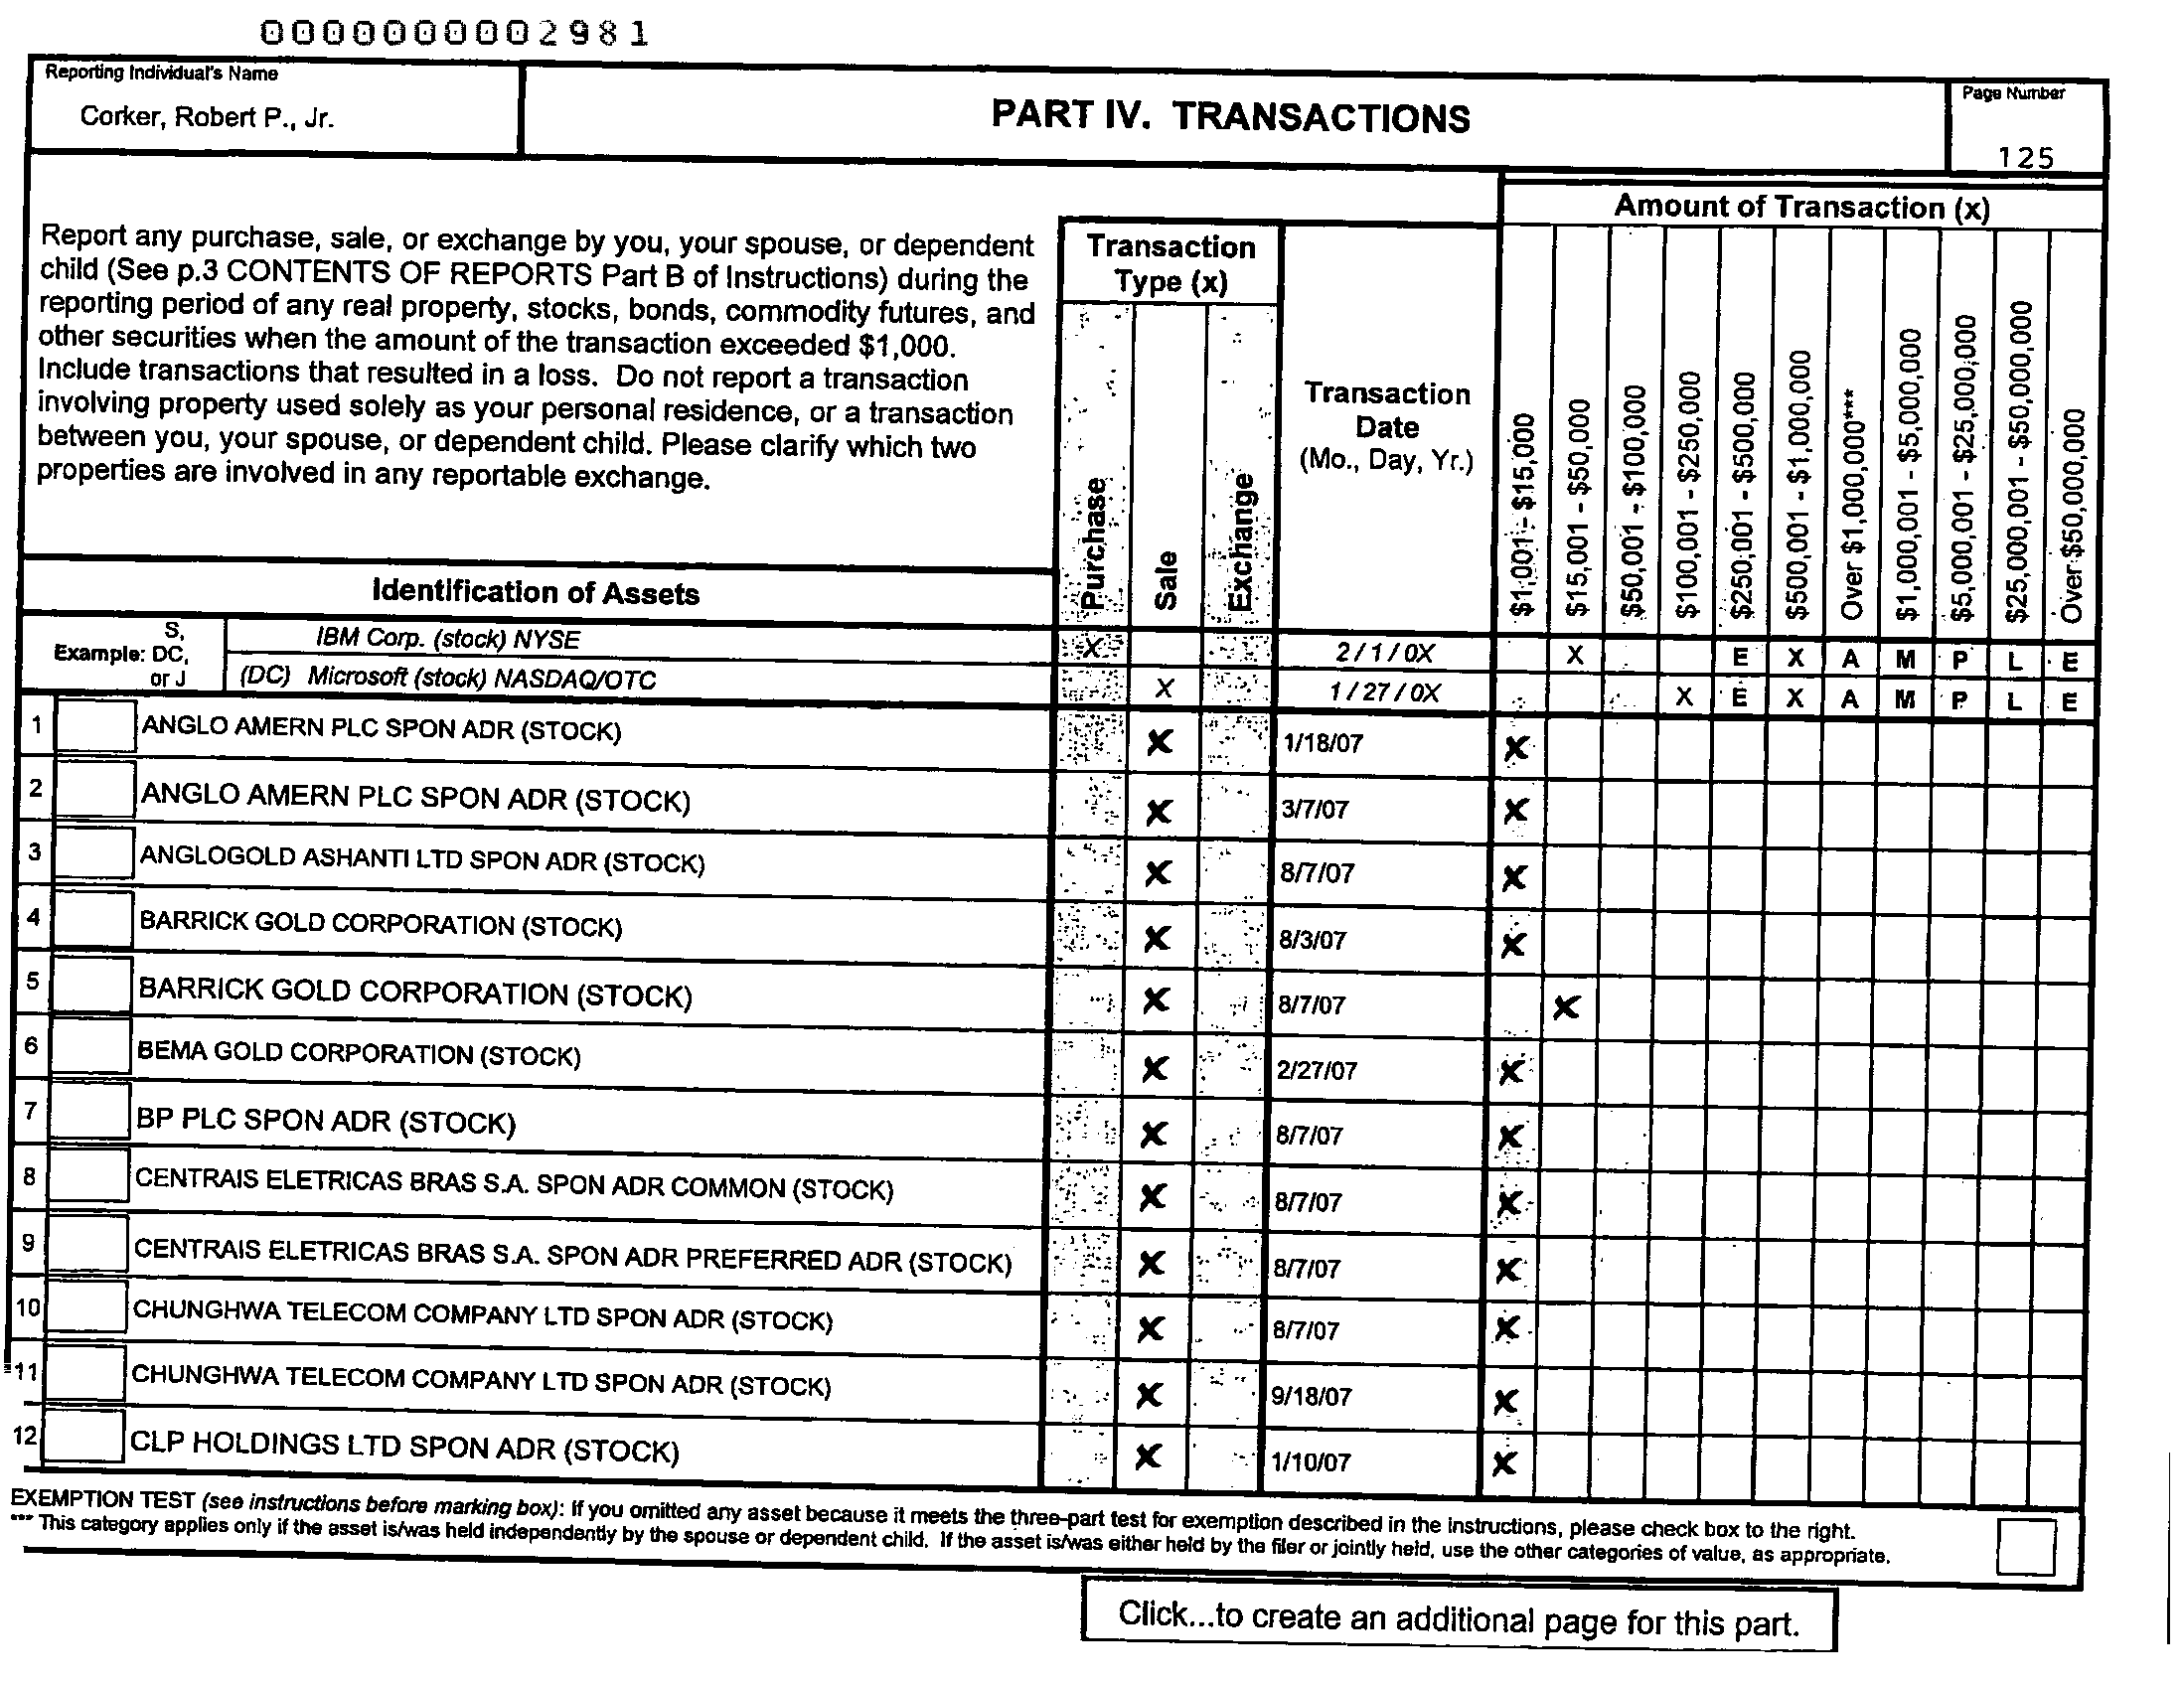 0000000002981
Reporting Individual's Name
Corker, Robert P., Jr.
PART IV. TRANSACTIONS
Page Number
125
Report any purchase, sale, or exchange by you, your spouse, or dependent
child (See p.3 CONTENTS OF REPORTS Part B of Instructions) during the
reporting period of any real property, stocks, bonds, commodity futures, and
other securities when the amount of the transaction exceeded $1,000.
Include transactions that resulted in a loss. Do not report a transaction
involving property used solely as your personal residence, or a transaction
between you, your spouse, or dependent child. Please clarify which two
properties are involved in any reportable exchange.
Transaction
Type (x)
Purchase
Sale
Exchange
Transaction
Date
(Mo., Day, Yr.)
Amount of Transaction (x)
$1,001 - $15,000
$15,001 - $50,000
$50,001 - $100,000
$100,001 - $250,000
$250,001 - $500,000
$500,001 - $1,000,000
Over $1,000,000***
$1,000,001 - $5,000,000
$5,000,001 - $25,000,000
$25,000,001 - $50,000,000
Over $50,000,000
Identification of Assets
Example: S, DC, or J
IBM Corp. (stock) NYSE X 2/1/0X X E X A M P L E
(DC) Microsoft (stock) NASDAQ/OTC X 1/27/0X X E X A M P L E
1 ANGLO AMERN PLC SPON ADR (STOCK) X 1/18/07 X
2 ANGLO AMERN PLC SPON ADR (STOCK) X 3/7/07 X
3 ANGLOGOLD ASHANTI LTD SPON ADR (STOCK) X 8/7/07 X
4 BARRICK GOLD CORPORATION (STOCK) X 8/3/07 X
5 BARRICK GOLD CORPORATION (STOCK) X 8/7/07 X
6 BEMA GOLD CORPORATION (STOCK) X 2/27/07 X
7 BP PLC SPON ADR (STOCK) X 8/7/07 X
8 CENTRAIS ELETRICAS BRAS S.A. SPON ADR COMMON (STOCK) X 8/7/07 X
9 CENTRAIS ELETRICAS BRAS S.A. SPON ADR PREFERRED ADR (STOCK) X 8/7/07 X
10 CHUNGHWA TELECOM COMPANY LTD SPON ADR (STOCK) X 8/7/07 X
11 CHUNGHWA TELECOM COMPANY LTD SPON ADR (STOCK) X 9/18/07 X
12 CLP HOLDINGS LTD SPON ADR (STOCK) X 1/10/07 X
EXEMPTION TEST (see instructions before marking box): If you omitted any asset because it meets the three-part test for exemption described in the instructions, please check box to the right.
*** This category applies only if the asset is/was held independently by the spouse or dependent child. If the asset is/was either held by the filer or jointly held, use the other categories of value, as appropriate.
Click...to create an additional page for this part.